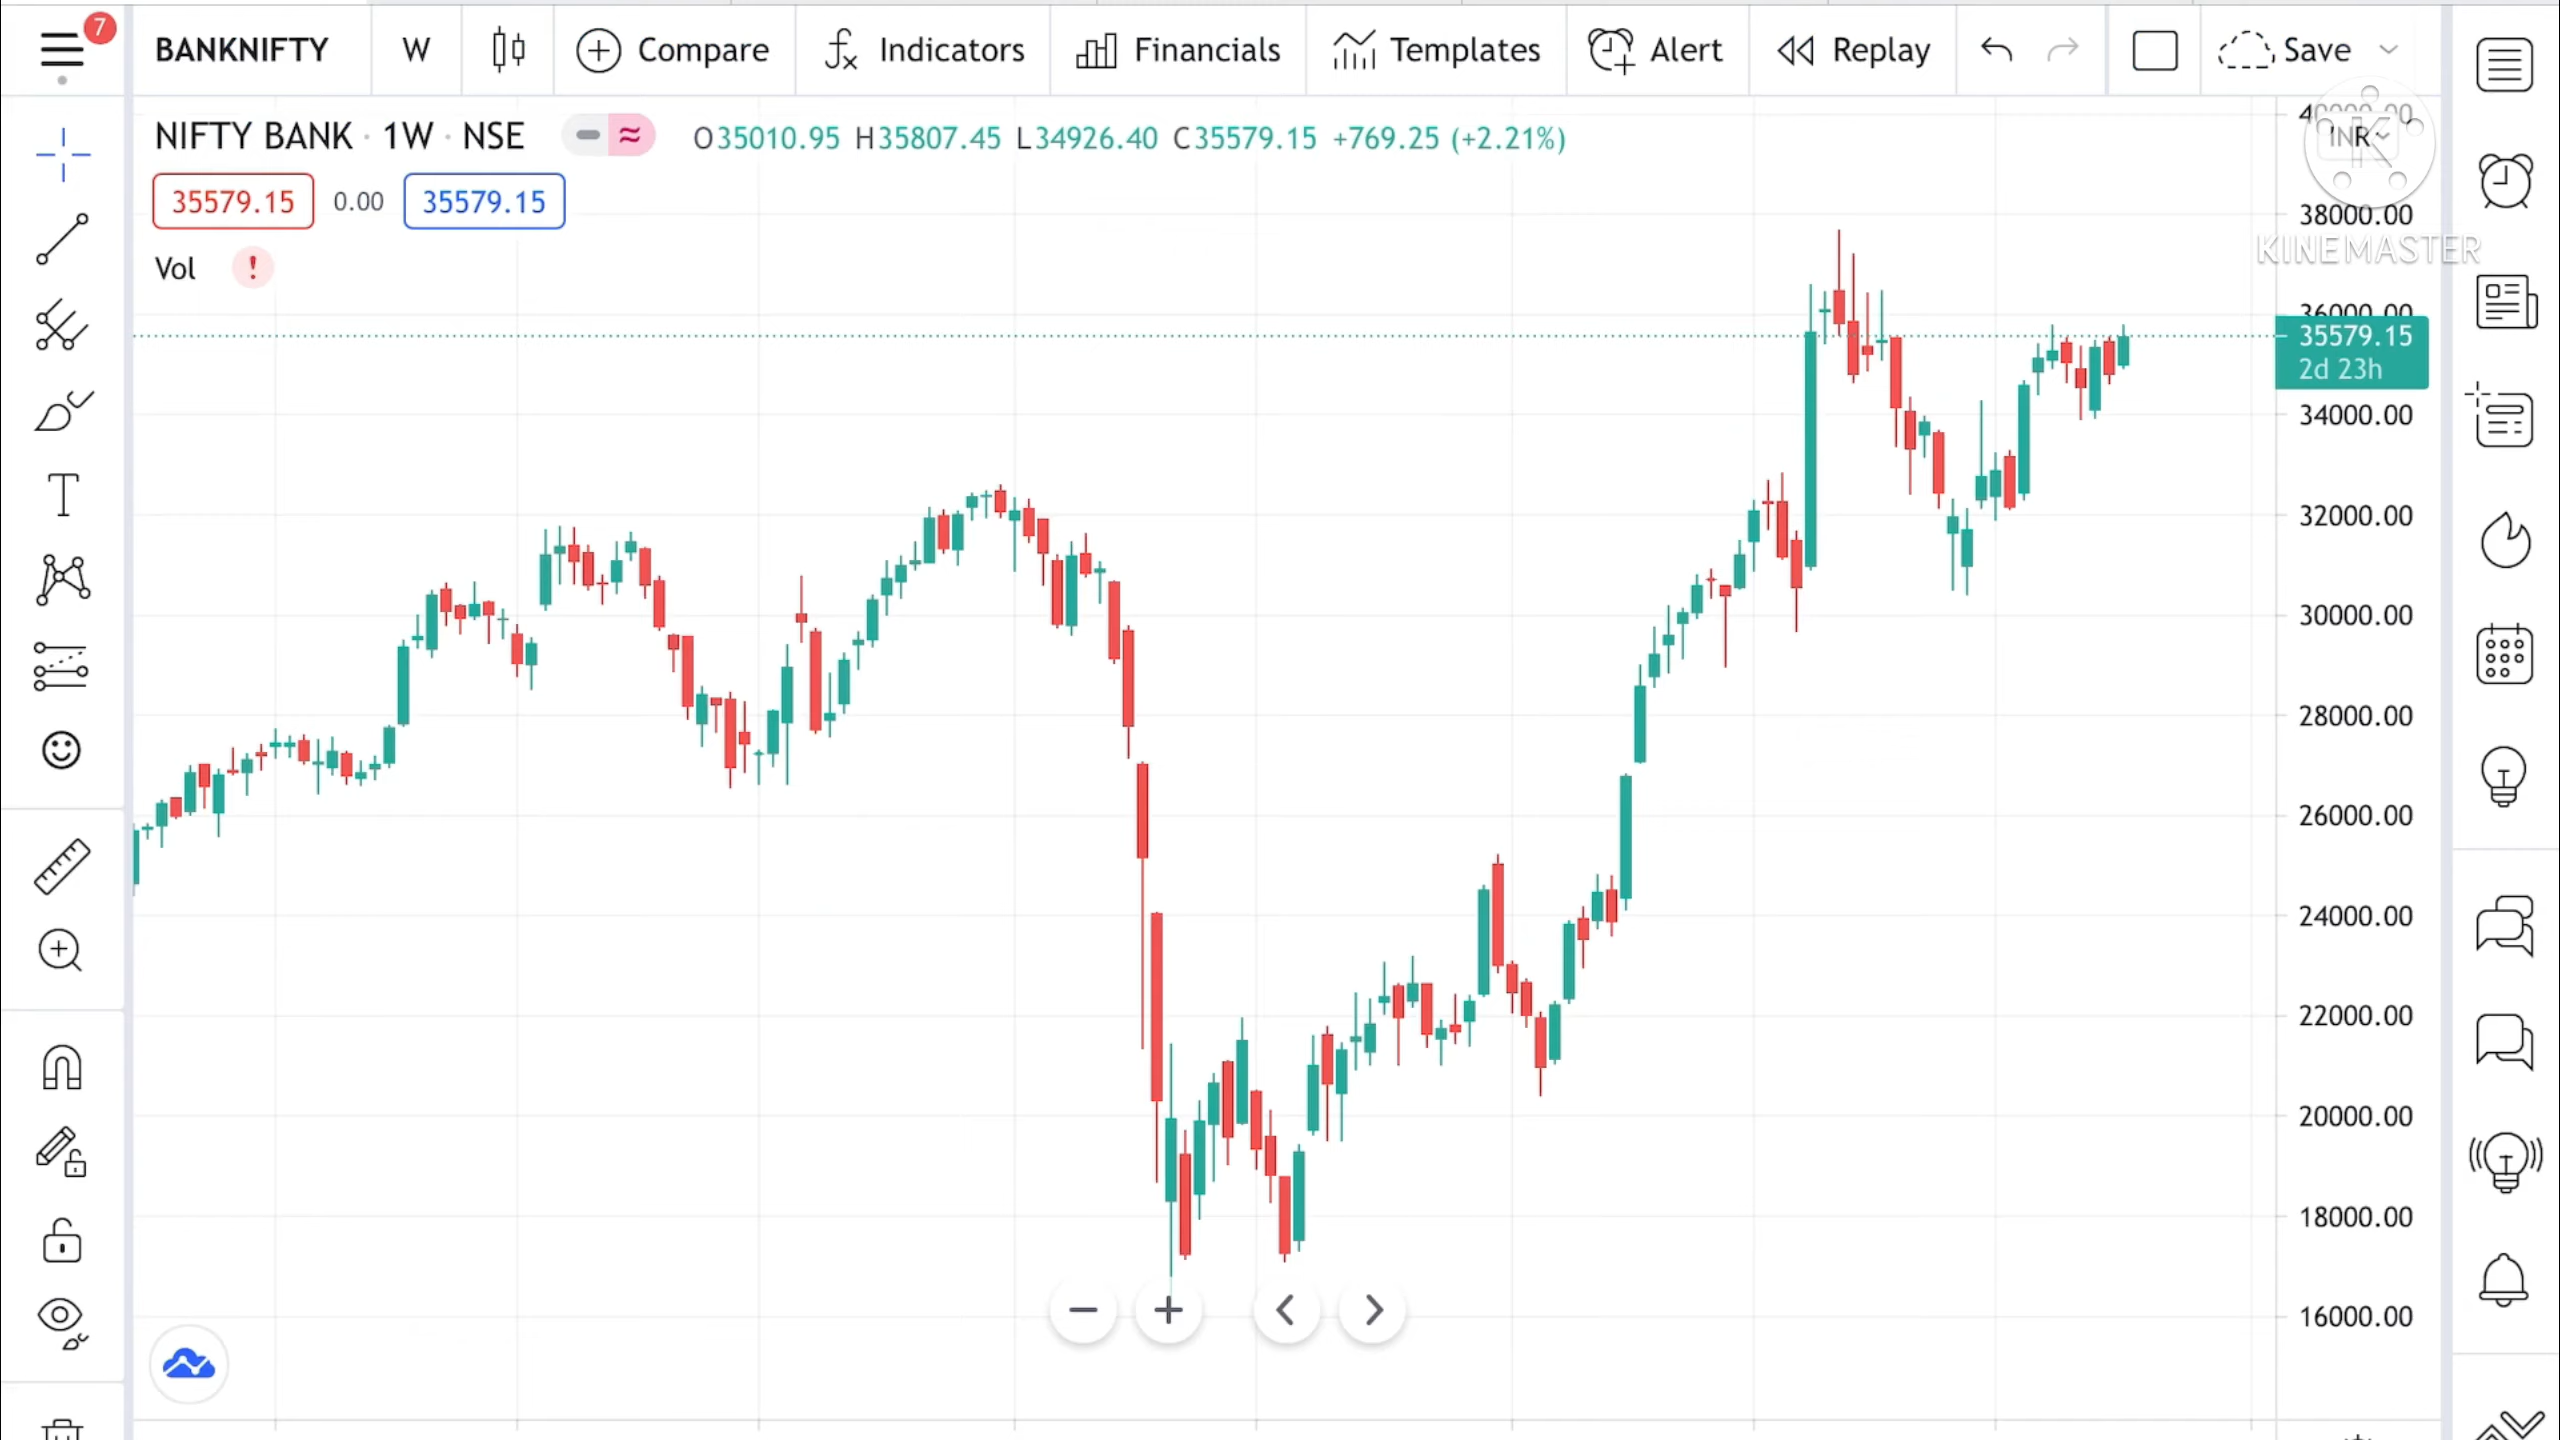 7
BANKNIFTY W Compare Indicators Financials Templates Alert Replay Save
NIFTY BANK · 1W · NSE O35010.95 H35807.45 L34926.40 C35579.15 +769.25 (+2.21%)
35579.15 0.00 35579.15
Vol !
INR
38000.00
KINEMASTER
36000.00
35579.15
2d 23h
34000.00
32000.00
30000.00
28000.00
26000.00
24000.00
22000.00
20000.00
18000.00
16000.00